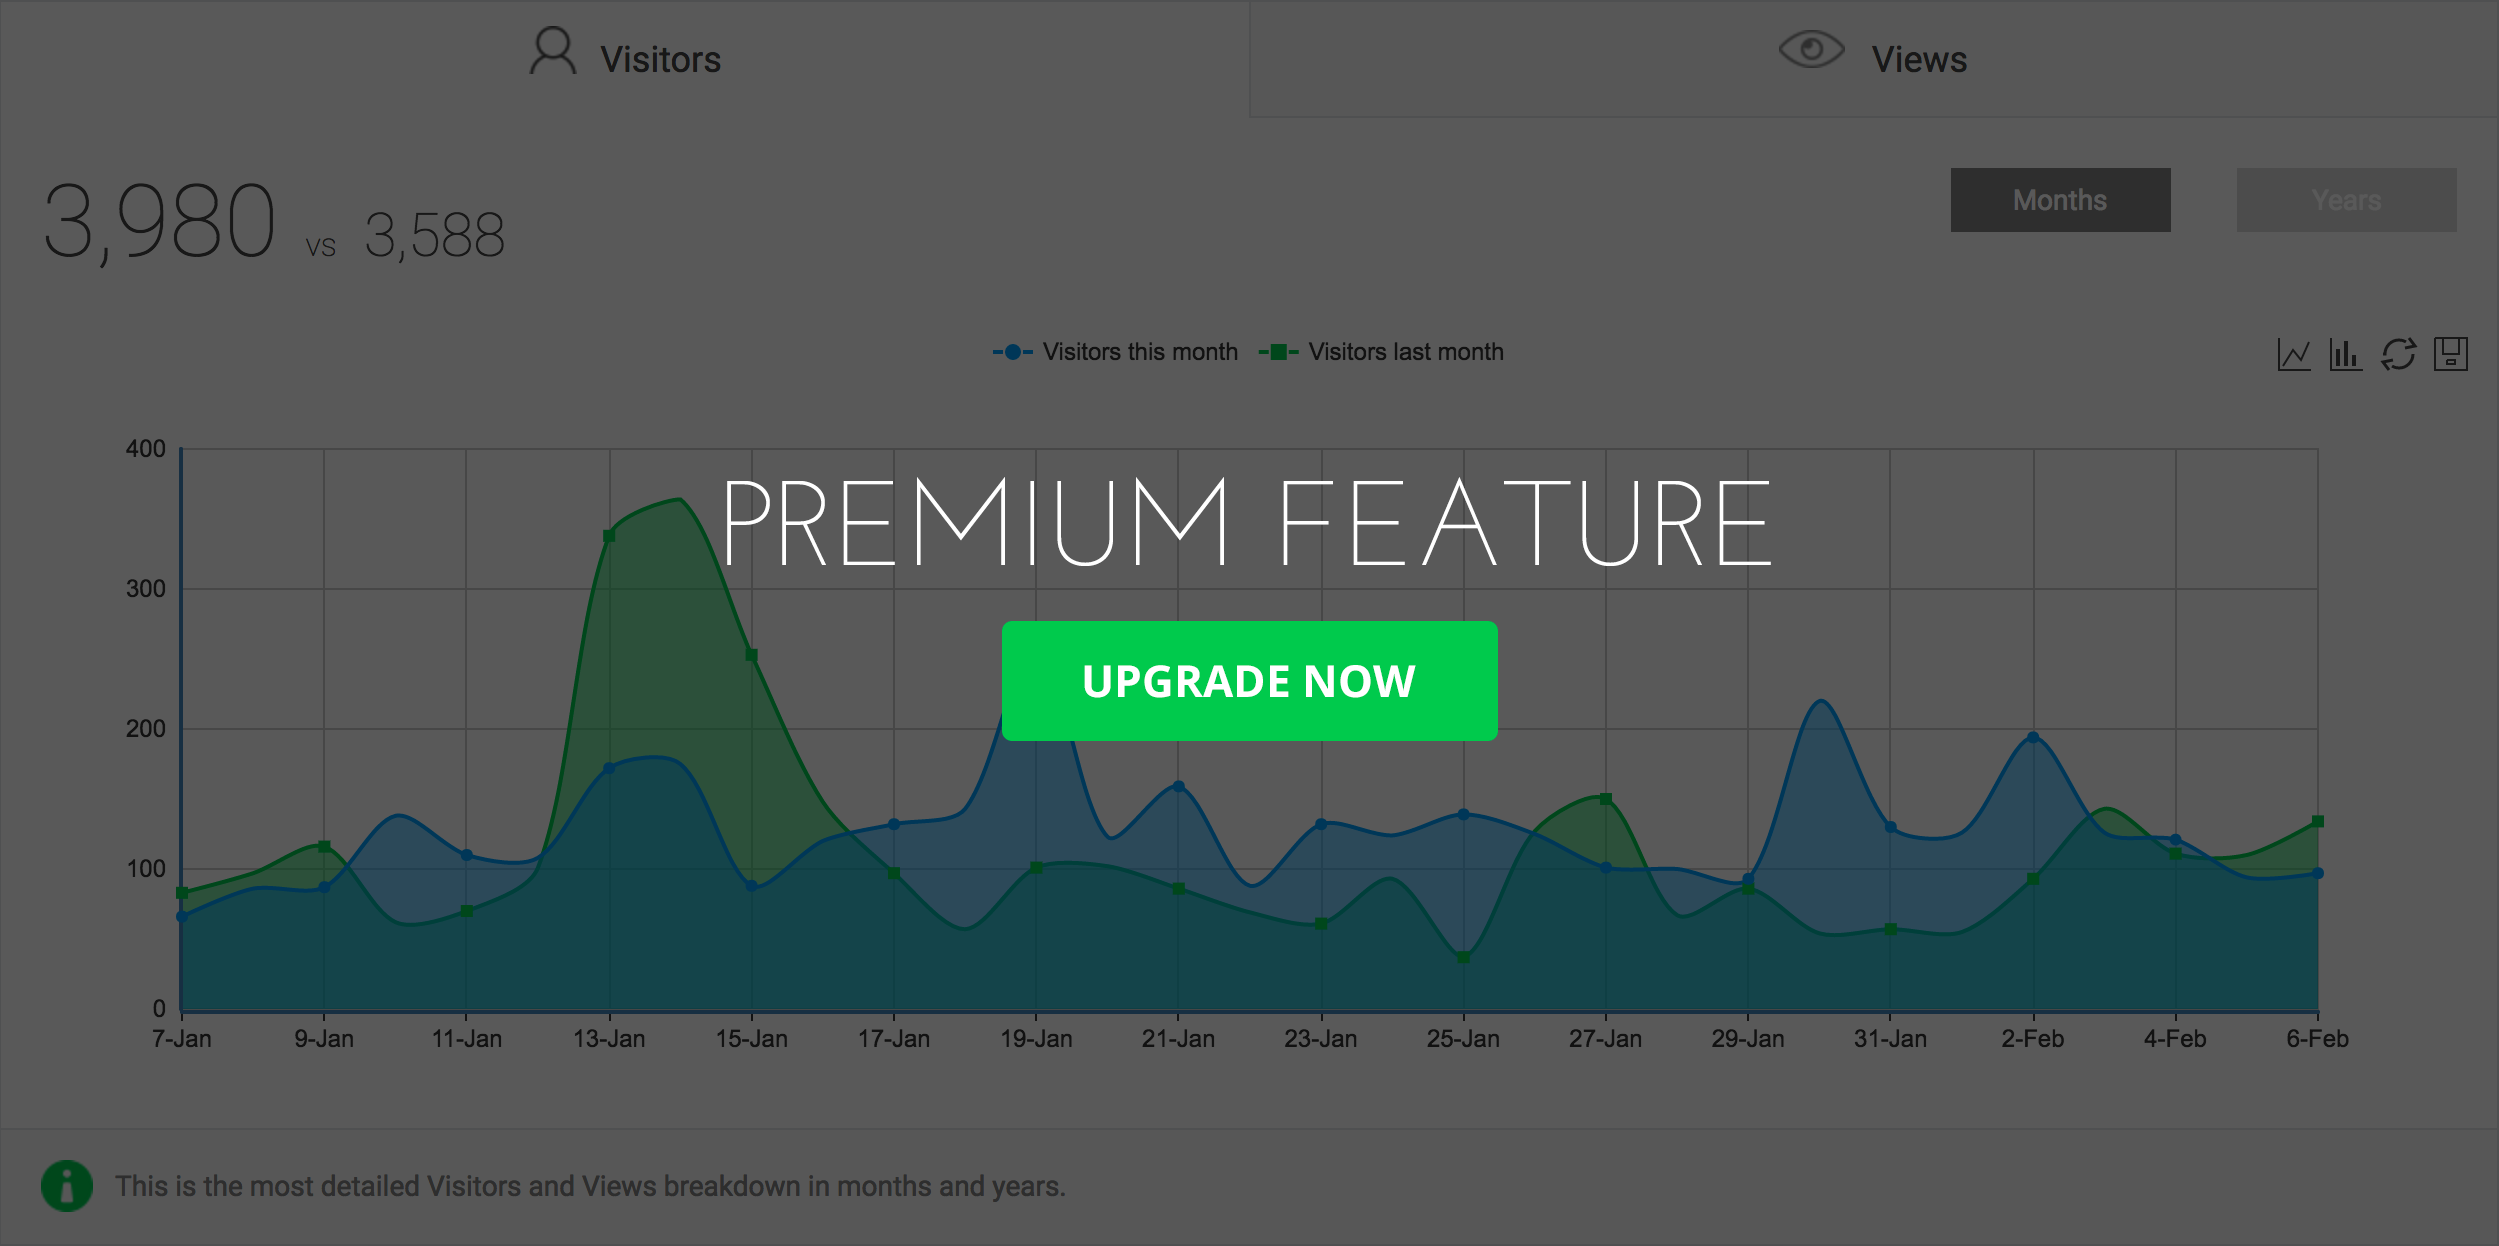 Visitors
Views
3,980 vs 3,588
Months
Years
Visitors this month
Visitors last month
400
PREMIUM FEATURE
300
UPGRADE NOW
200
100
0
7-Jan 9-Jan 11-Jan 13-Jan 15-Jan 17-Jan 19-Jan 21-Jan 23-Jan 25-Jan 27-Jan 29-Jan 31-Jan 2-Feb 4-Feb 6-Feb
This is the most detailed Visitors and Views breakdown in months and years.